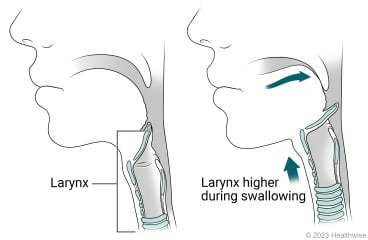 Larynx
Larynx higher
during swallowing
© 2023 Healthwise